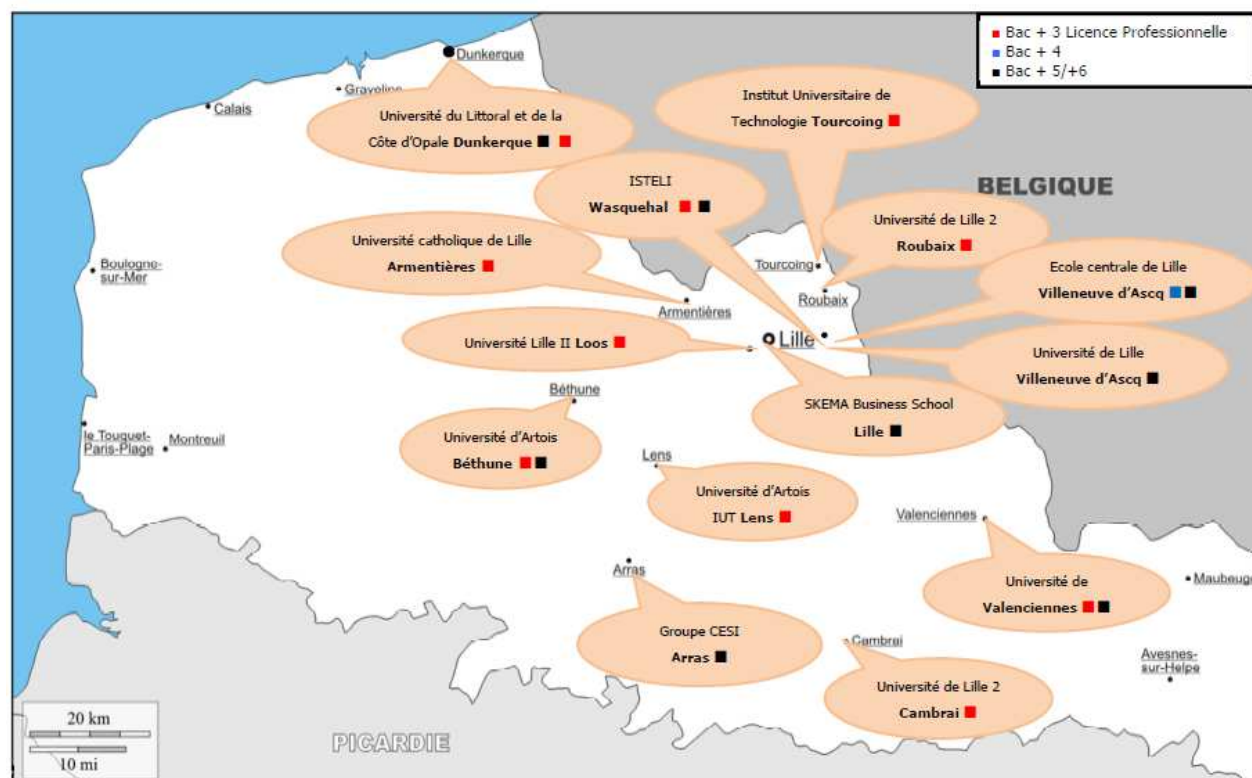 Bac + 3 Licence Professionnelle
Bac + 4
Bac + 5/+6
Dunkerque
Graveline
Calais
Université du Littoral et de la
Côte d'Opale Dunkerque
Institut Universitaire de
Technologie Tourcoing
BELGIQUE
ISTELI
Wasquehal
Université de Lille 2
Roubaix
Université catholique de Lille
Armentières
Boulogne-
sur-Mer
Tourcoing
Ecole centrale de Lille
Villeneuve d'Ascq
Roubaix
Armentières
Université Lille II Loos
Lille
Université de Lille
Villeneuve d'Ascq
Béthune
SKEMA Business School
Lille
le Touquet-
Paris-Plage
Montreuil
Université d'Artois
Béthune
Lens
Université d'Artois
IUT Lens
Valenciennes
Arras
Université de
Valenciennes
Maubeuge
Groupe CESI
Arras
Cambrai
Avesnes-
sur-Helpe
Université de Lille 2
Cambrai
20 km
10 mi
PICARDIE